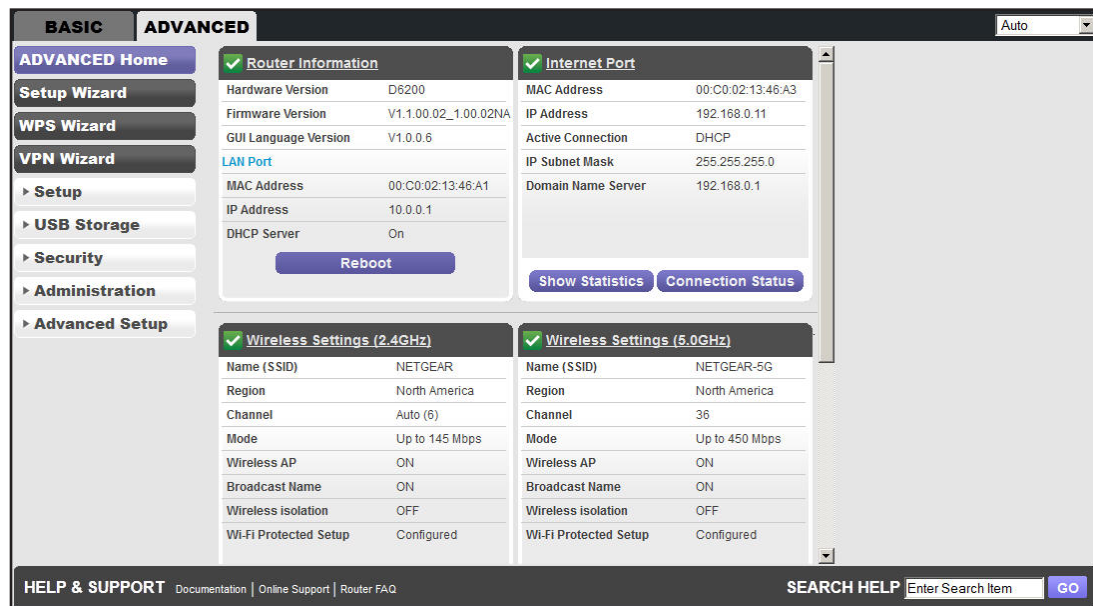 BASIC ADVANCED Auto
ADVANCED Home
Setup Wizard
WPS Wizard
VPN Wizard
Setup
USB Storage
Security
Administration
Advanced Setup
Router Information
Hardware Version D6200
Firmware Version V1.1.00.02_1.00.02NA
GUI Language Version V1.0.0.6
LAN Port
MAC Address 00:C0:02:13:46:A1
IP Address 10.0.0.1
DHCP Server On
Reboot
Internet Port
MAC Address 00:C0:02:13:46:A3
IP Address 192.168.0.11
Active Connection DHCP
IP Subnet Mask 255.255.255.0
Domain Name Server 192.168.0.1
Show Statistics Connection Status
Wireless Settings (2.4GHz)
Name (SSID) NETGEAR
Region North America
Channel Auto (6)
Mode Up to 145 Mbps
Wireless AP ON
Broadcast Name ON
Wireless isolation OFF
Wi-Fi Protected Setup Configured
Wireless Settings (5.0GHz)
Name (SSID) NETGEAR-5G
Region North America
Channel 36
Mode Up to 450 Mbps
Wireless AP ON
Broadcast Name ON
Wireless isolation OFF
Wi-Fi Protected Setup Configured
HELP & SUPPORT Documentation | Online Support | Router FAQ SEARCH HELP Enter Search Item GO